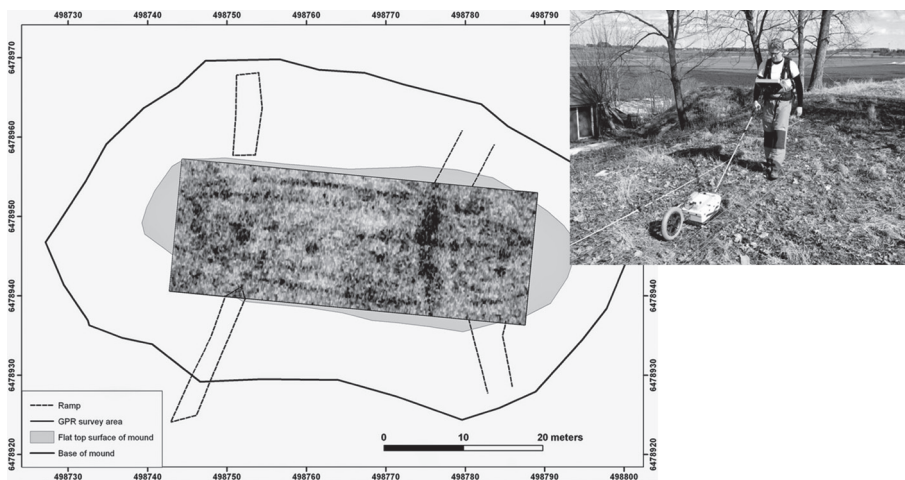 498730 498740 498750 498760 498770 498780 498790
6478970
6478960
6478950
6478940
6478930
6478920
6478940
6478930
6478920
Ramp
GPR survey area
Flat top surface of mound
Base of mound
0 10 20 meters
498730 498740 498750 498760 498770 498780 498790 498800